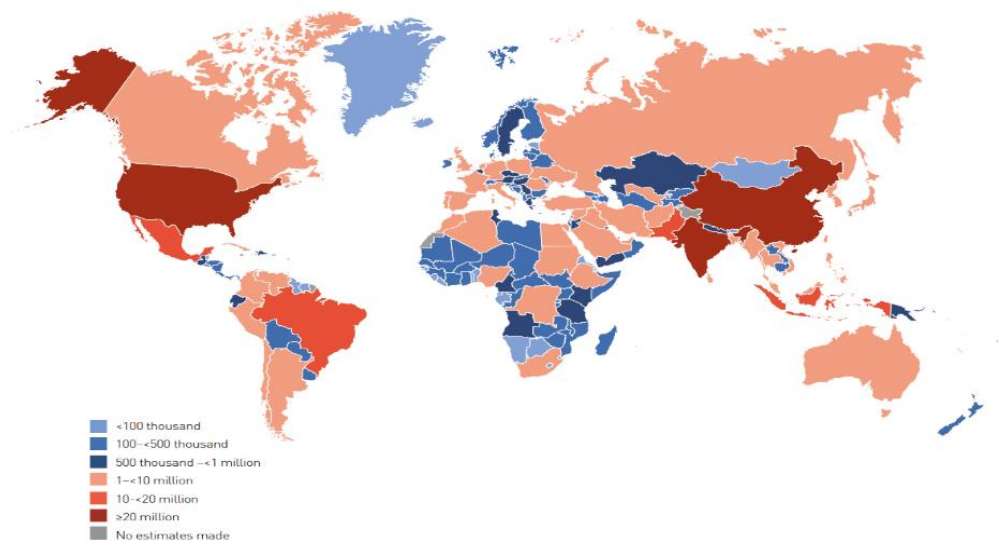 <100 thousand
100–<500 thousand
500 thousand –<1 million
1–<10 million
10–<20 million
≥20 million
No estimates made